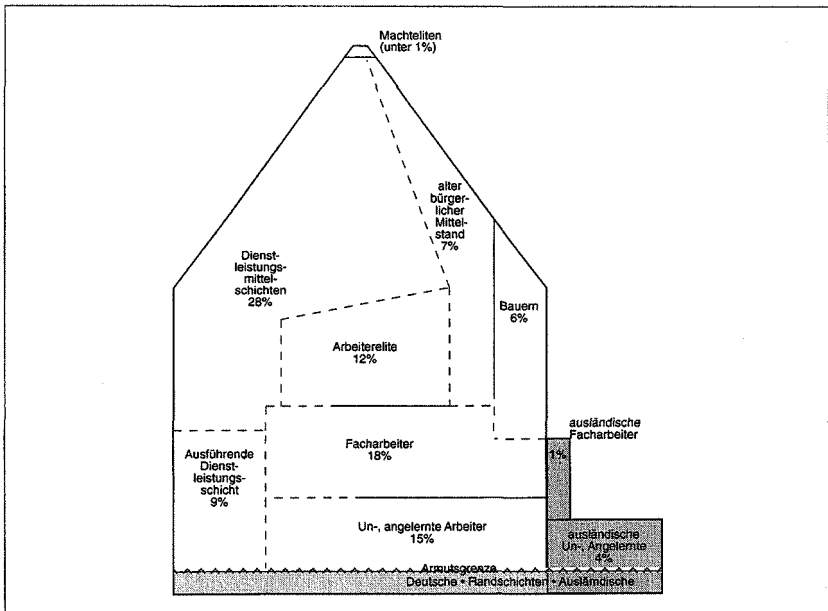 Machteliten
(unter 1%)
alter
bürger-
licher
Mittel-
stand
7%
Dienst-
leistungs-
mittel-
schichten
28%
Bauern
6%
Arbeiterelite
12%
ausländische
Facharbeiter
1%
Facharbeiter
18%
Ausführende
Dienst-
leistungs-
schicht
9%
Un-, angelernte Arbeiter
15%
ausländische
Un-, Angelernte
4%
Armutsgrenze
Deutsche • Randschichten • Ausländische